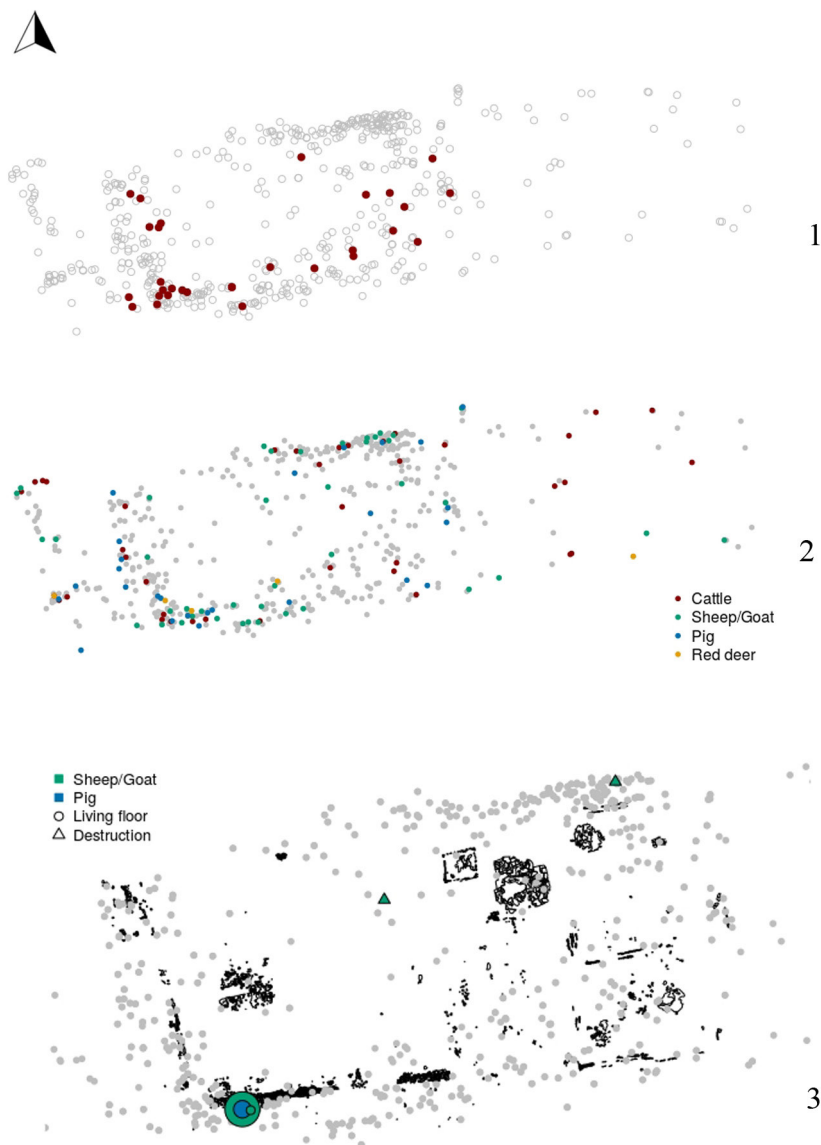 1
2
Cattle
Sheep/Goat
Pig
Red deer
Sheep/Goat
Pig
Living floor
Destruction
3